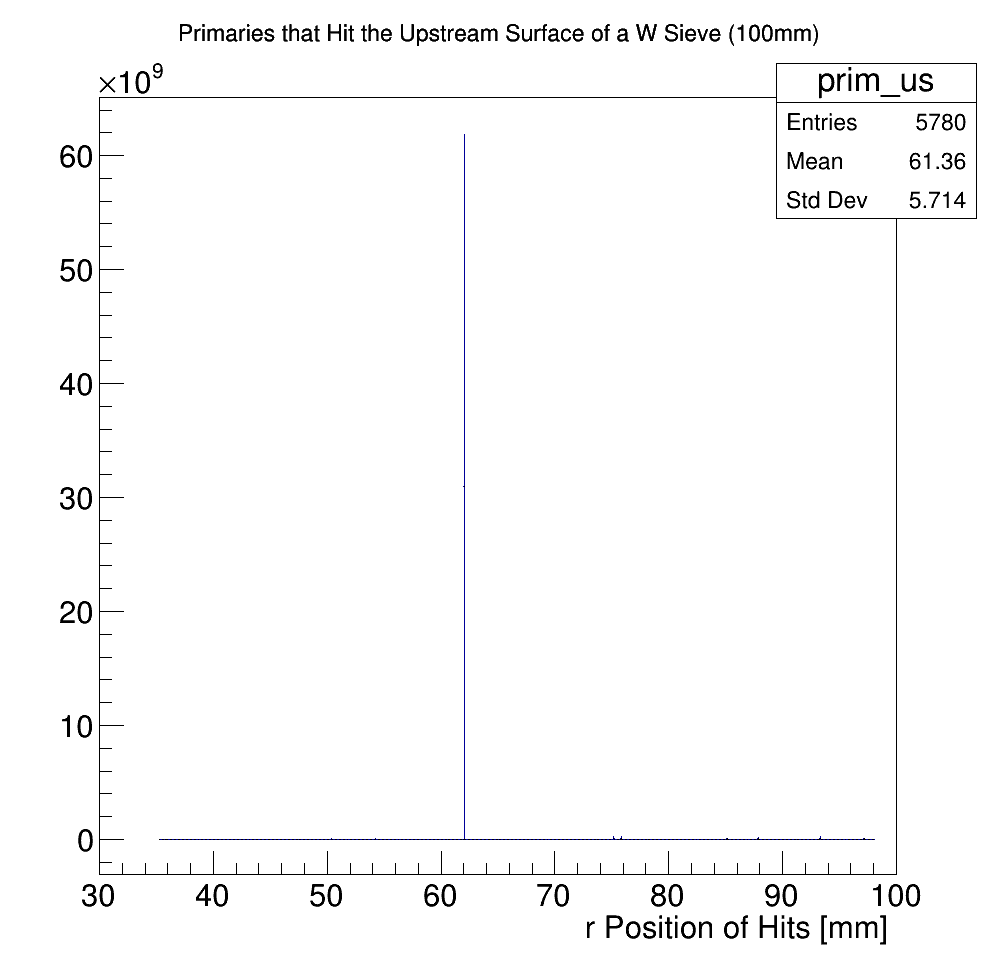 Primaries that Hit the Upstream Surface of a W Sieve (100mm)
×10⁹
prim_us
Entries 5780
Mean 61.36
Std Dev 5.714
60
50
40
30
20
10
0
30 40 50 60 70 80 90 100
r Position of Hits [mm]